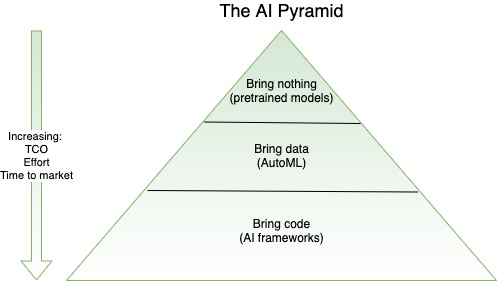 The AI Pyramid
Bring nothing
(pretrained models)
Increasing:
TCO
Effort
Time to market
Bring data
(AutoML)
Bring code
(AI frameworks)